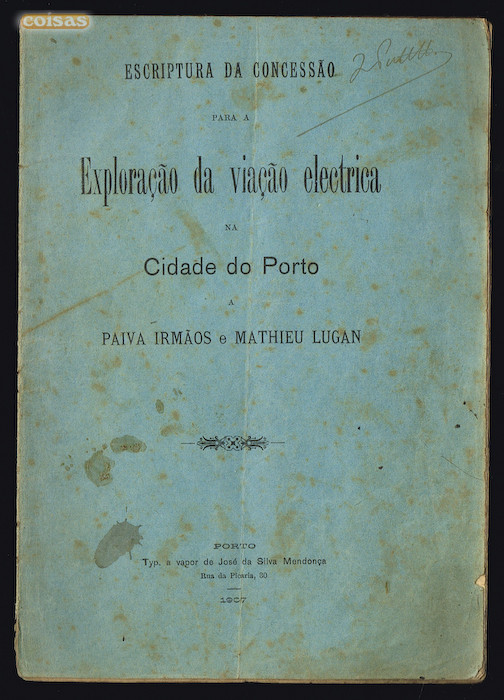 coisas
ESCRIPTURA DA CONCESSÃO
PARA A
Exploração da viação electrica
NA
Cidade do Porto
A
PAIVA IRMÃOS e MATHIEU LUGAN
PORTO
Typ. a vapor de José da Silva Mendonça
Rua da Picaria, 30
1907